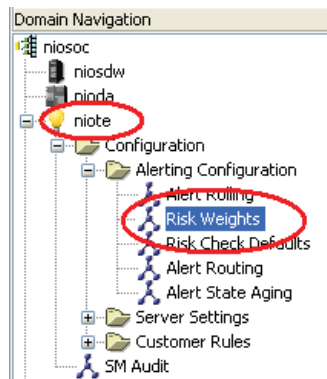 Domain Navigation
niosoc
niosdw
nioda
niote
Configuration
Alerting Configuration
Alert Rolling
Risk Weights
Risk Check Defaults
Alert Routing
Alert State Aging
Server Settings
Customer Rules
SM Audit